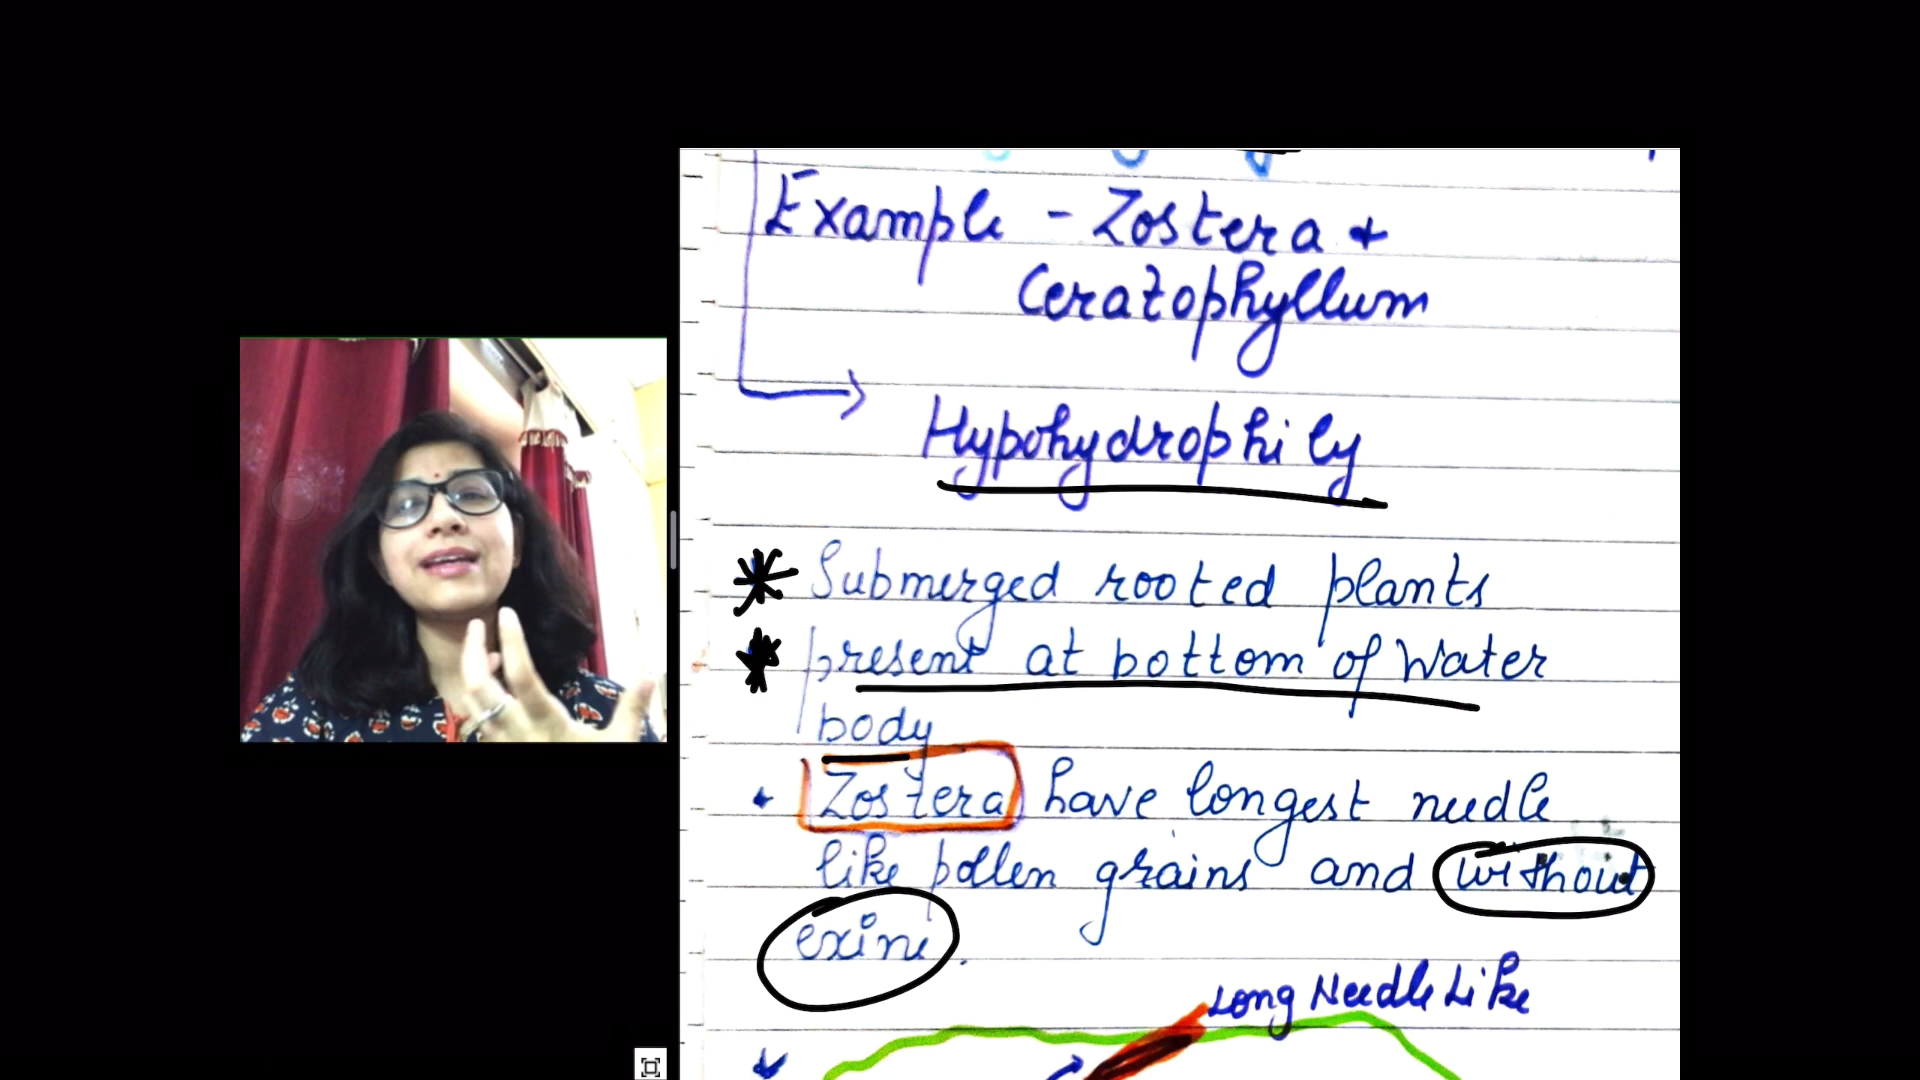 Example - Zostera &
Ceratophyllum
Hypohydrophily
* Submerged rooted plants
* present at bottom of Water
body
Zostera have longest needle
like pollen grains and without
exine.
Long Needle Like